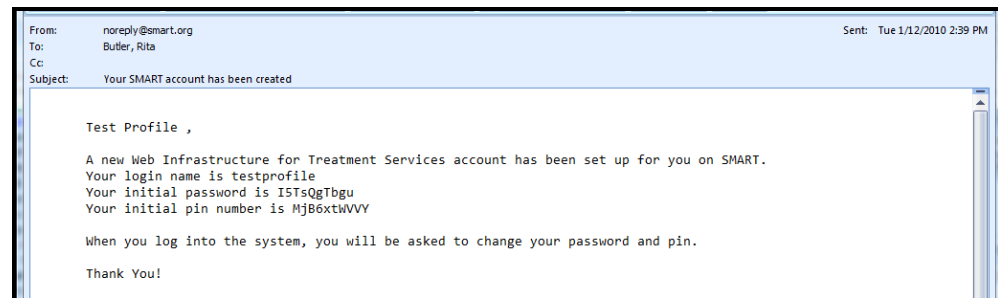 From: noreply@smart.org Sent: Tue 1/12/2010 2:39 PM
To: Butler, Rita
Cc:
Subject: Your SMART account has been created
Test Profile ,
A new Web Infrastructure for Treatment Services account has been set up for you on SMART.
Your login name is testprofile
Your initial password is I5TsQgTbgu
Your initial pin number is MjB6xtWVVY
When you log into the system, you will be asked to change your password and pin.
Thank You!